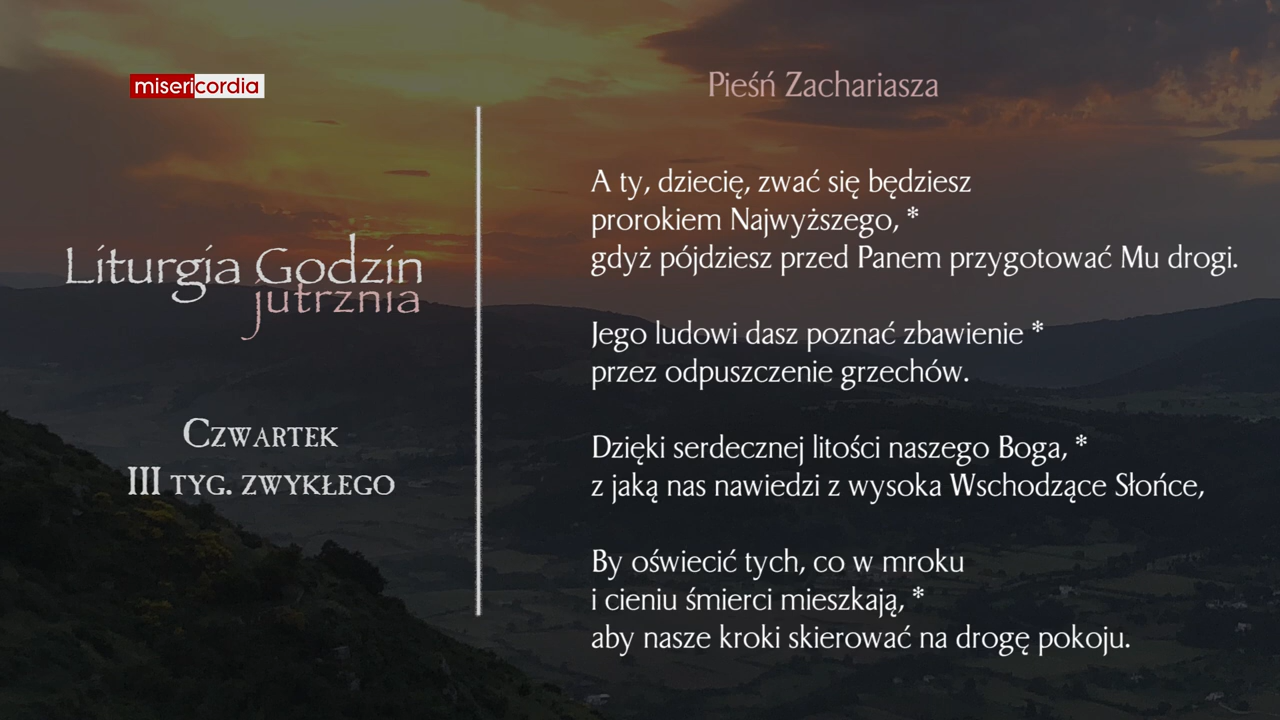 misericordia
Liturgia Godzin
jutrznia
Czwartek
III tyg. zwykłego
Pieśń Zachariasza
A ty, dziecię, zwać się będziesz
prorokiem Najwyższego, *
gdyż pójdziesz przed Panem przygotować Mu drogi.
Jego ludowi dasz poznać zbawienie *
przez odpuszczenie grzechów.
Dzięki serdecznej litości naszego Boga, *
z jaką nas nawiedzi z wysoka Wschodzące Słońce,
By oświecić tych, co w mroku
i cieniu śmierci mieszkają, *
aby nasze kroki skierować na drogę pokoju.